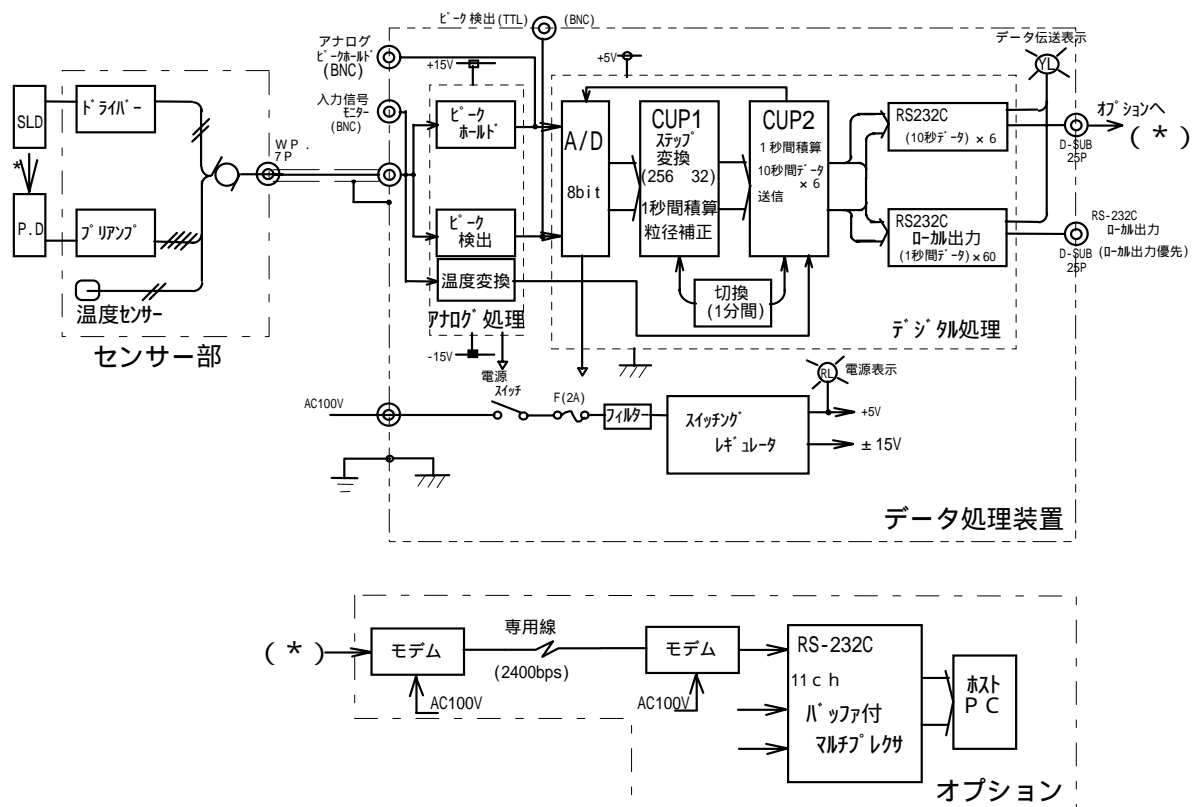 ピーク検出(TTL)
(BNC)
アナログ
ピークホールド
(BNC)
+15V
+5V
データ伝送表示
YL
入力信号
モニター
(BNC)
ドライバー
SLD
*
P.D
プリアンプ
温度センサー
センサー部
WP.
7P
ピーク
ホールド
ピーク
検出
温度変換
アナログ処理
-15V
A/D
8bit
CUP1
ステップ
変換
(256 32)
1秒間積算
粒径補正
CUP2
1秒間積算
10秒間データ
×6
送信
切換
(1分間)
デジタル処理
RS232C
(10秒データ)×6
RS232C
ローカル出力
(1秒間データ)×60
オプションへ
(*)
D-SUB
25P
RS-232C
ローカル出力
(ローカル出力優先)
D-SUB
25P
AC100V
電源
スイッチ
F(2A)
フィルター
スイッチング
レギュレータ
RL
電源表示
+5V
±15V
データ処理装置
(*)
モデム
AC100V
専用線
(2400bps)
モデム
AC100V
RS-232C
11ch
バッファ付
マルチプレクサ
ホスト
PC
オプション